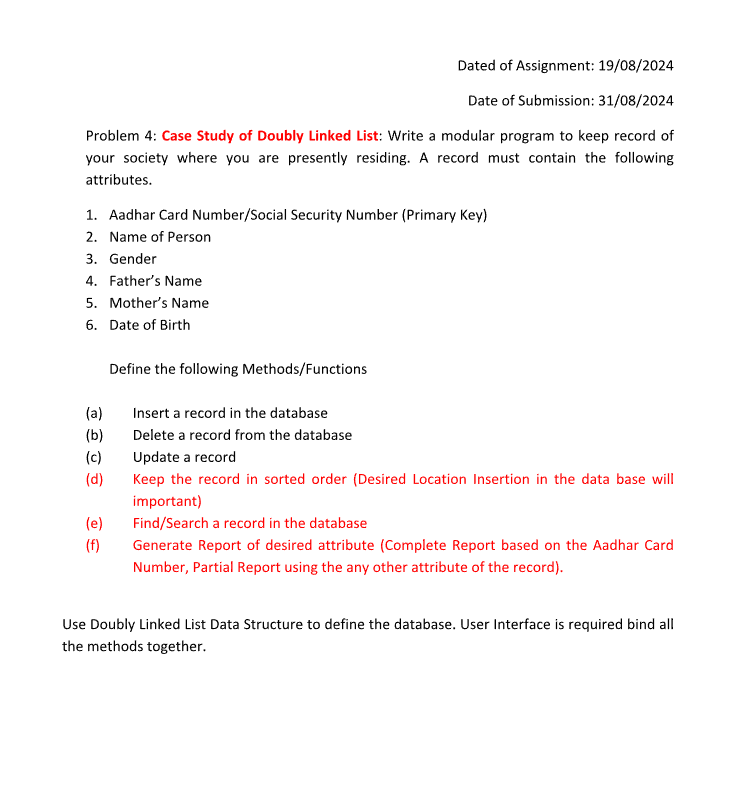 Dated of Assignment: 19/08/2024
Date of Submission: 31/08/2024
Problem 4: Case Study of Doubly Linked List: Write a modular program to keep record of
your society where you are presently residing. A record must contain the following
attributes.
1. Aadhar Card Number/Social Security Number (Primary Key)
2. Name of Person
3. Gender
4. Father’s Name
5. Mother’s Name
6. Date of Birth
Define the following Methods/Functions
(a) Insert a record in the database
(b) Delete a record from the database
(c) Update a record
(d) Keep the record in sorted order (Desired Location Insertion in the data base will
important)
(e) Find/Search a record in the database
(f) Generate Report of desired attribute (Complete Report based on the Aadhar Card
Number, Partial Report using the any other attribute of the record).
Use Doubly Linked List Data Structure to define the database. User Interface is required bind all
the methods together.